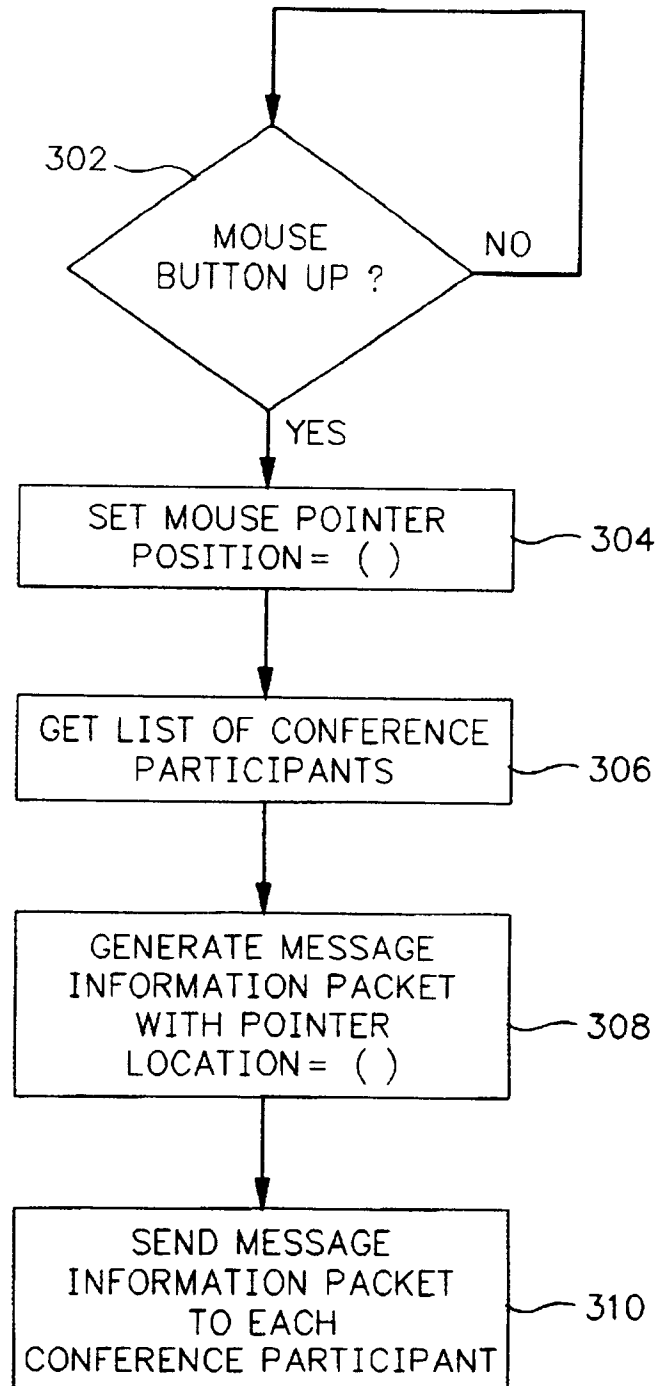 302
MOUSE
BUTTON UP ?
NO
YES
SET MOUSE POINTER
POSITION= ( )
304
GET LIST OF CONFERENCE
PARTICIPANTS
306
GENERATE MESSAGE
INFORMATION PACKET
WITH POINTER
LOCATION= ( )
308
SEND MESSAGE
INFORMATION PACKET
TO EACH
CONFERENCE PARTICIPANT
310